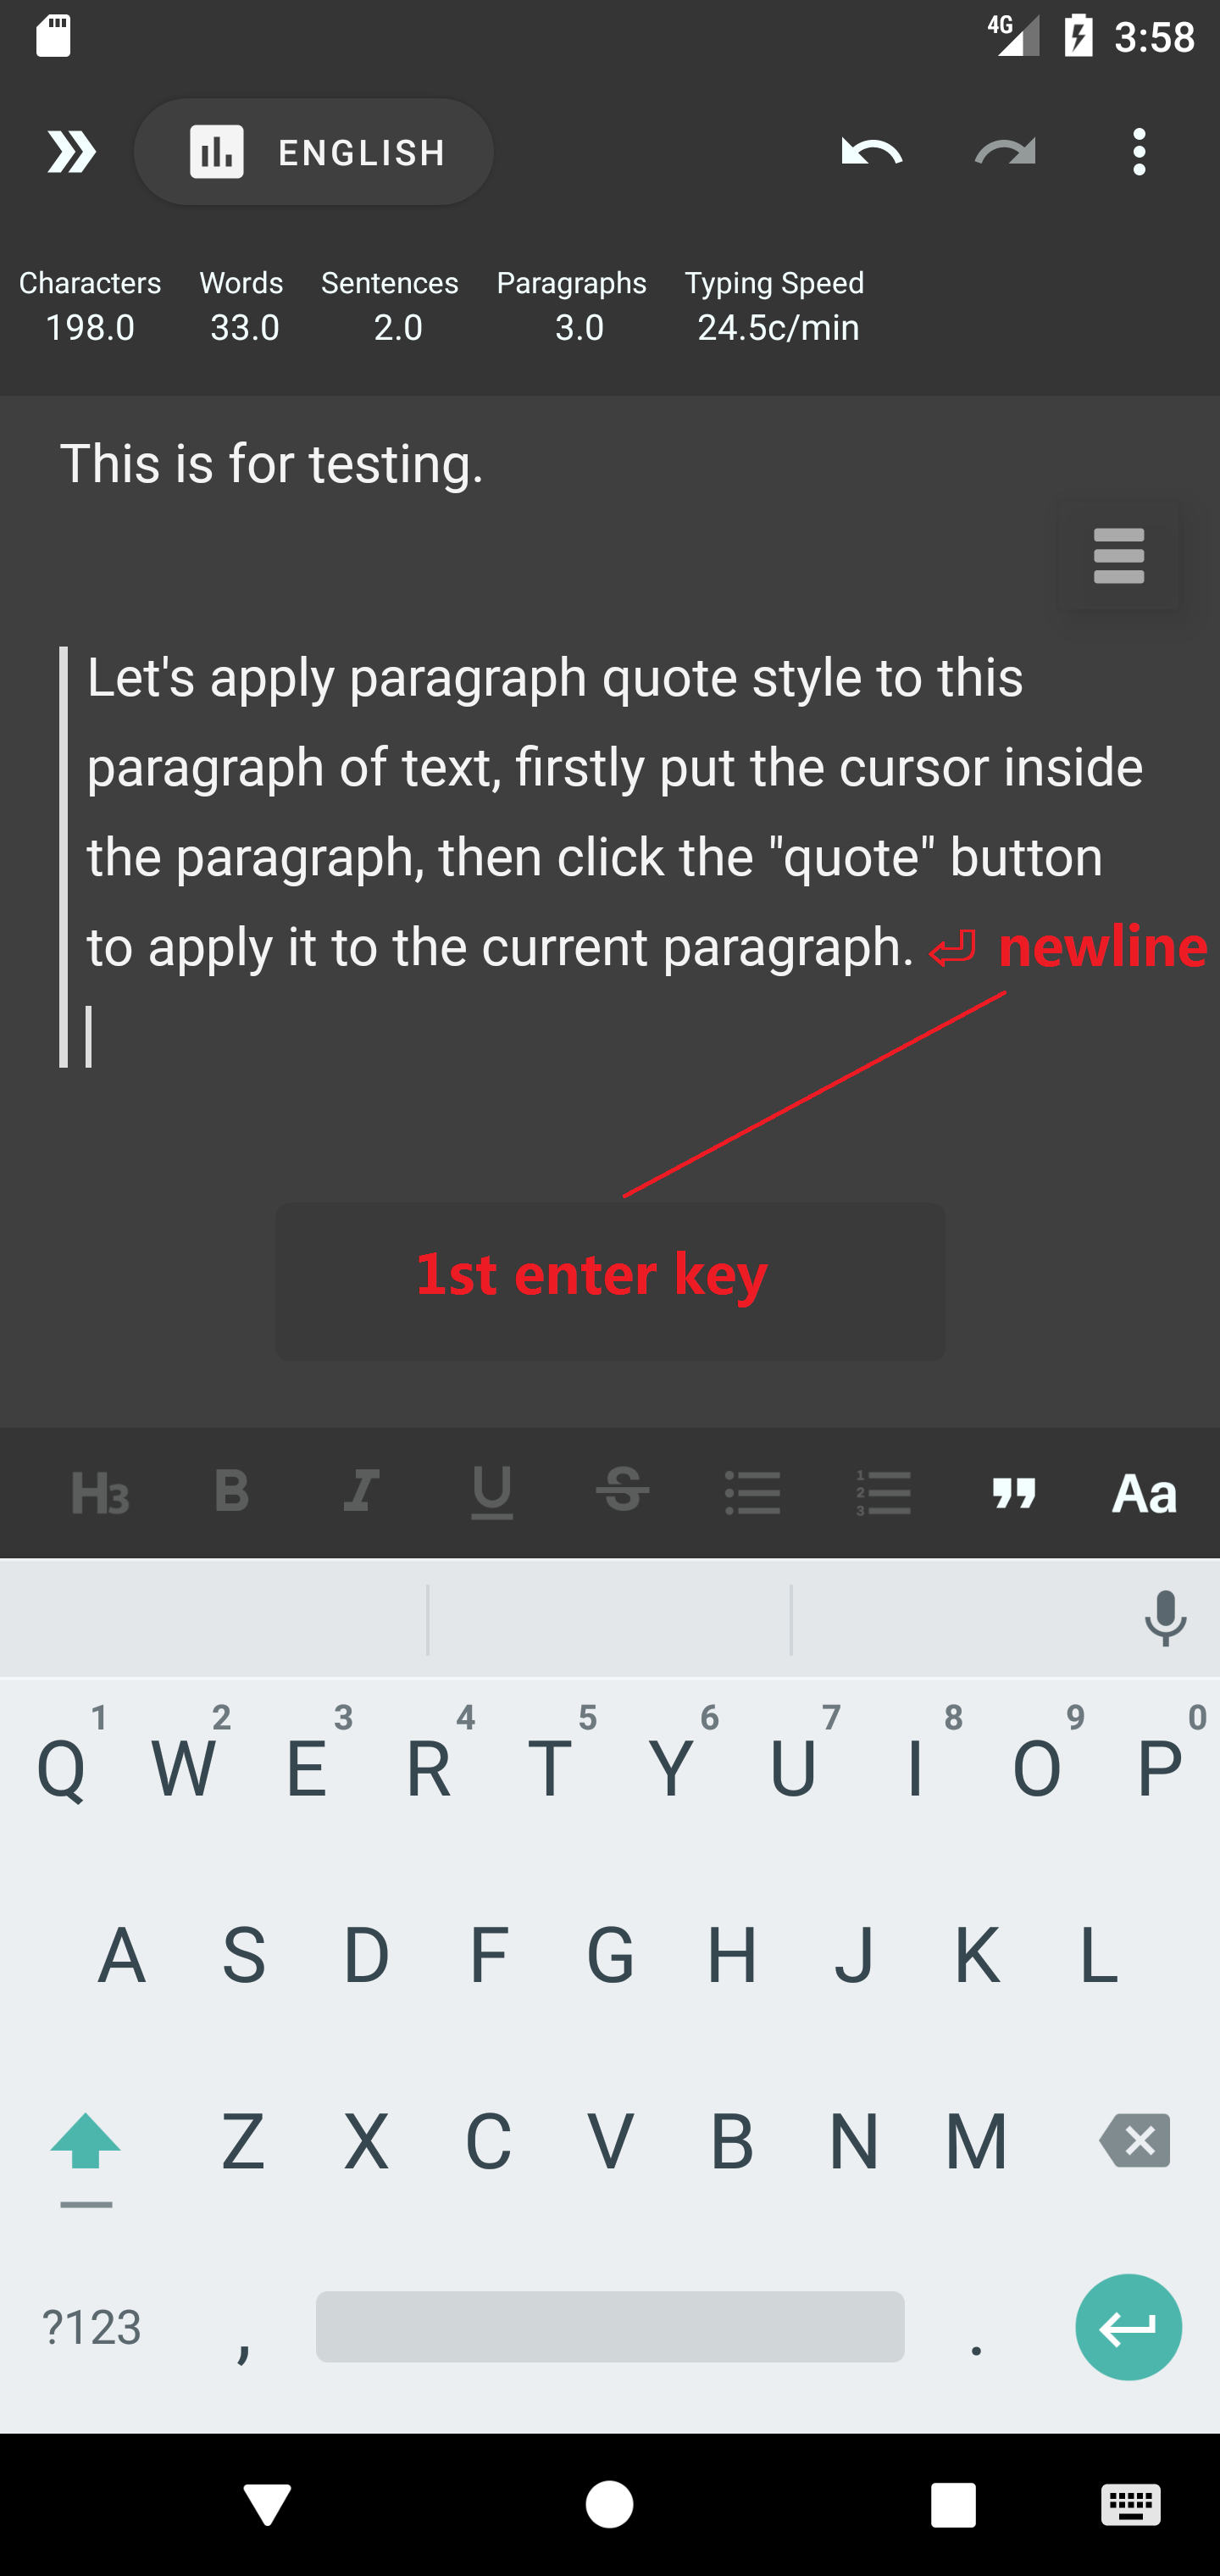 4G 3:58
ENGLISH
Characters Words Sentences Paragraphs Typing Speed
198.0 33.0 2.0 3.0 24.5c/min
This is for testing.
Let's apply paragraph quote style to this
paragraph of text, firstly put the cursor inside
the paragraph, then click the "quote" button
to apply it to the current paragraph. newline
1st enter key
H3 B I U S 1 2 3 Aa
1 2 3 4 5 6 7 8 9 0
Q W E R T Y U I O P
A S D F G H J K L
Z X C V B N M
?123 , .